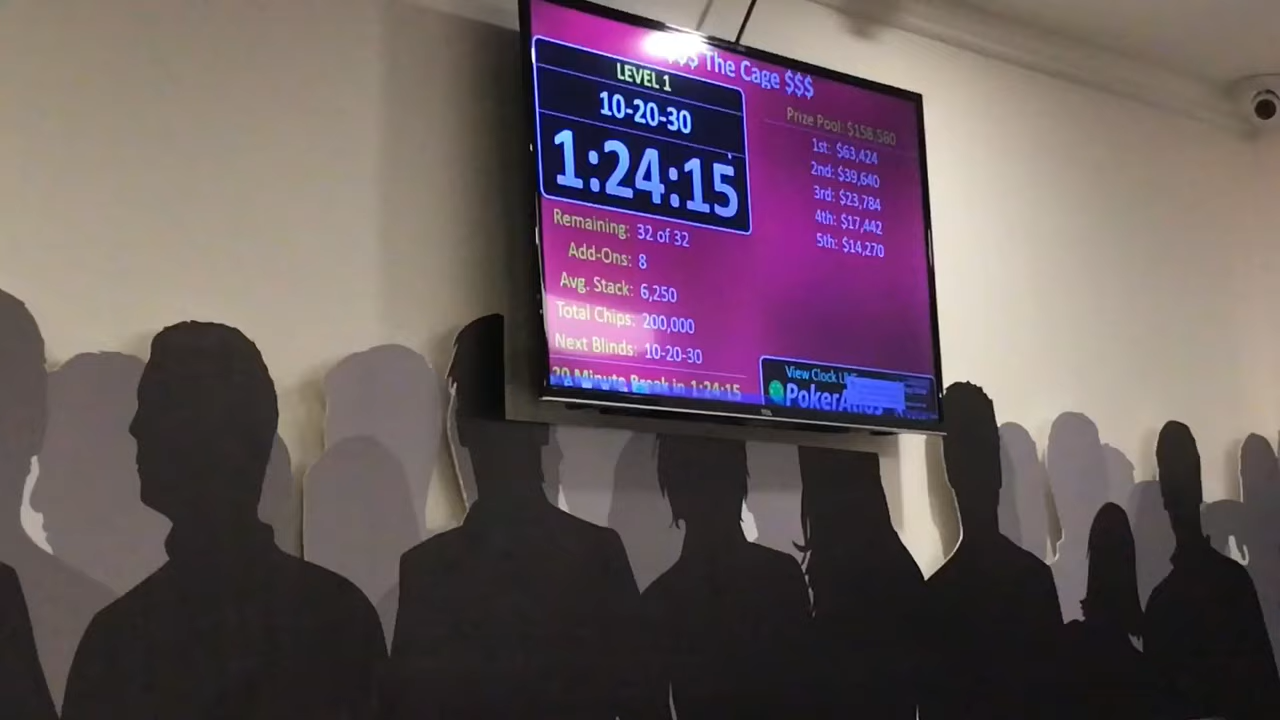 $$$ The Cage $$$
LEVEL 1
10-20-30
1:24:15
Remaining: 32 of 32
Add-Ons: 8
Avg. Stack: 6,250
Total Chips: 200,000
Next Blinds: 10-20-30
20 Minute Break in 1:24:15
Prize Pool: $158,560
1st: $63,424
2nd: $39,640
3rd: $23,784
4th: $17,442
5th: $14,270
View Clock
PokerAtlas
TCL